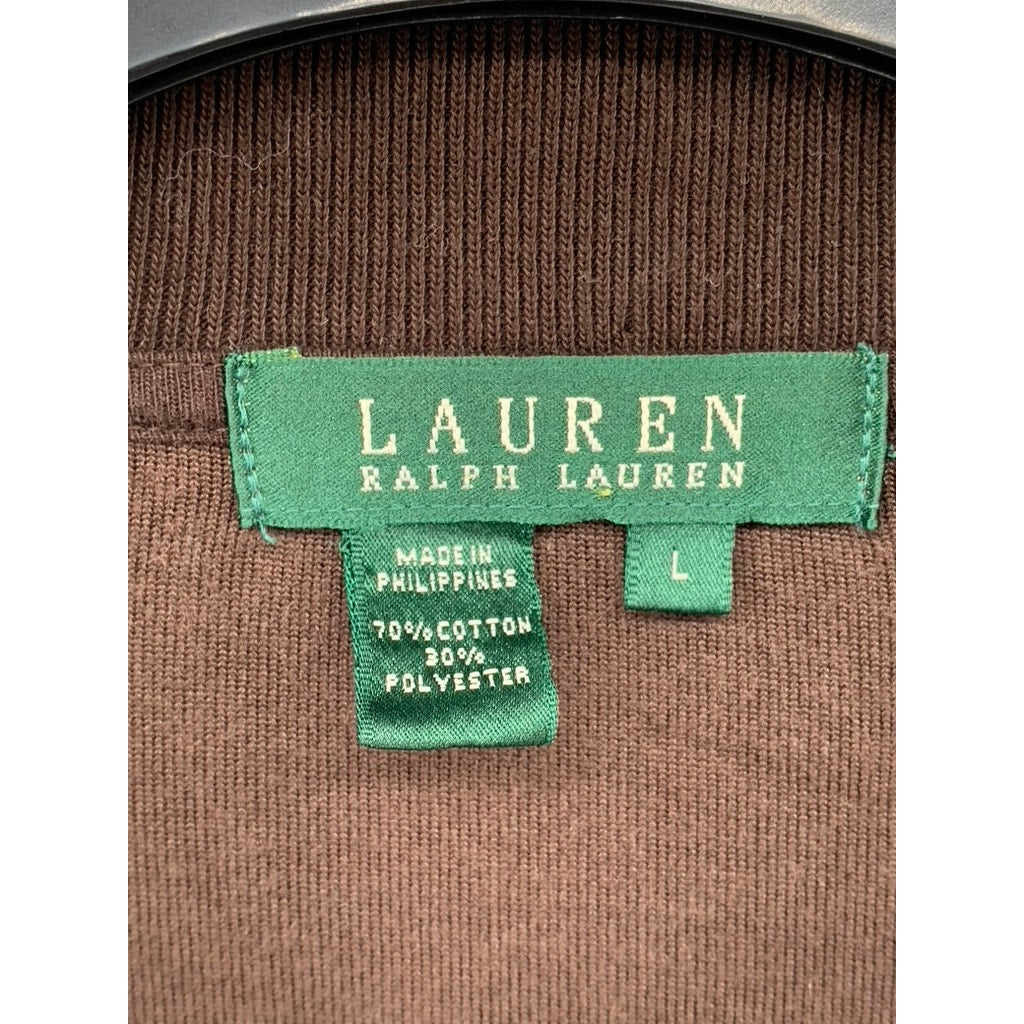 LAUREN
RALPH LAUREN
MADE IN
PHILIPPINES
70% COTTON
30%
POLYESTER
L